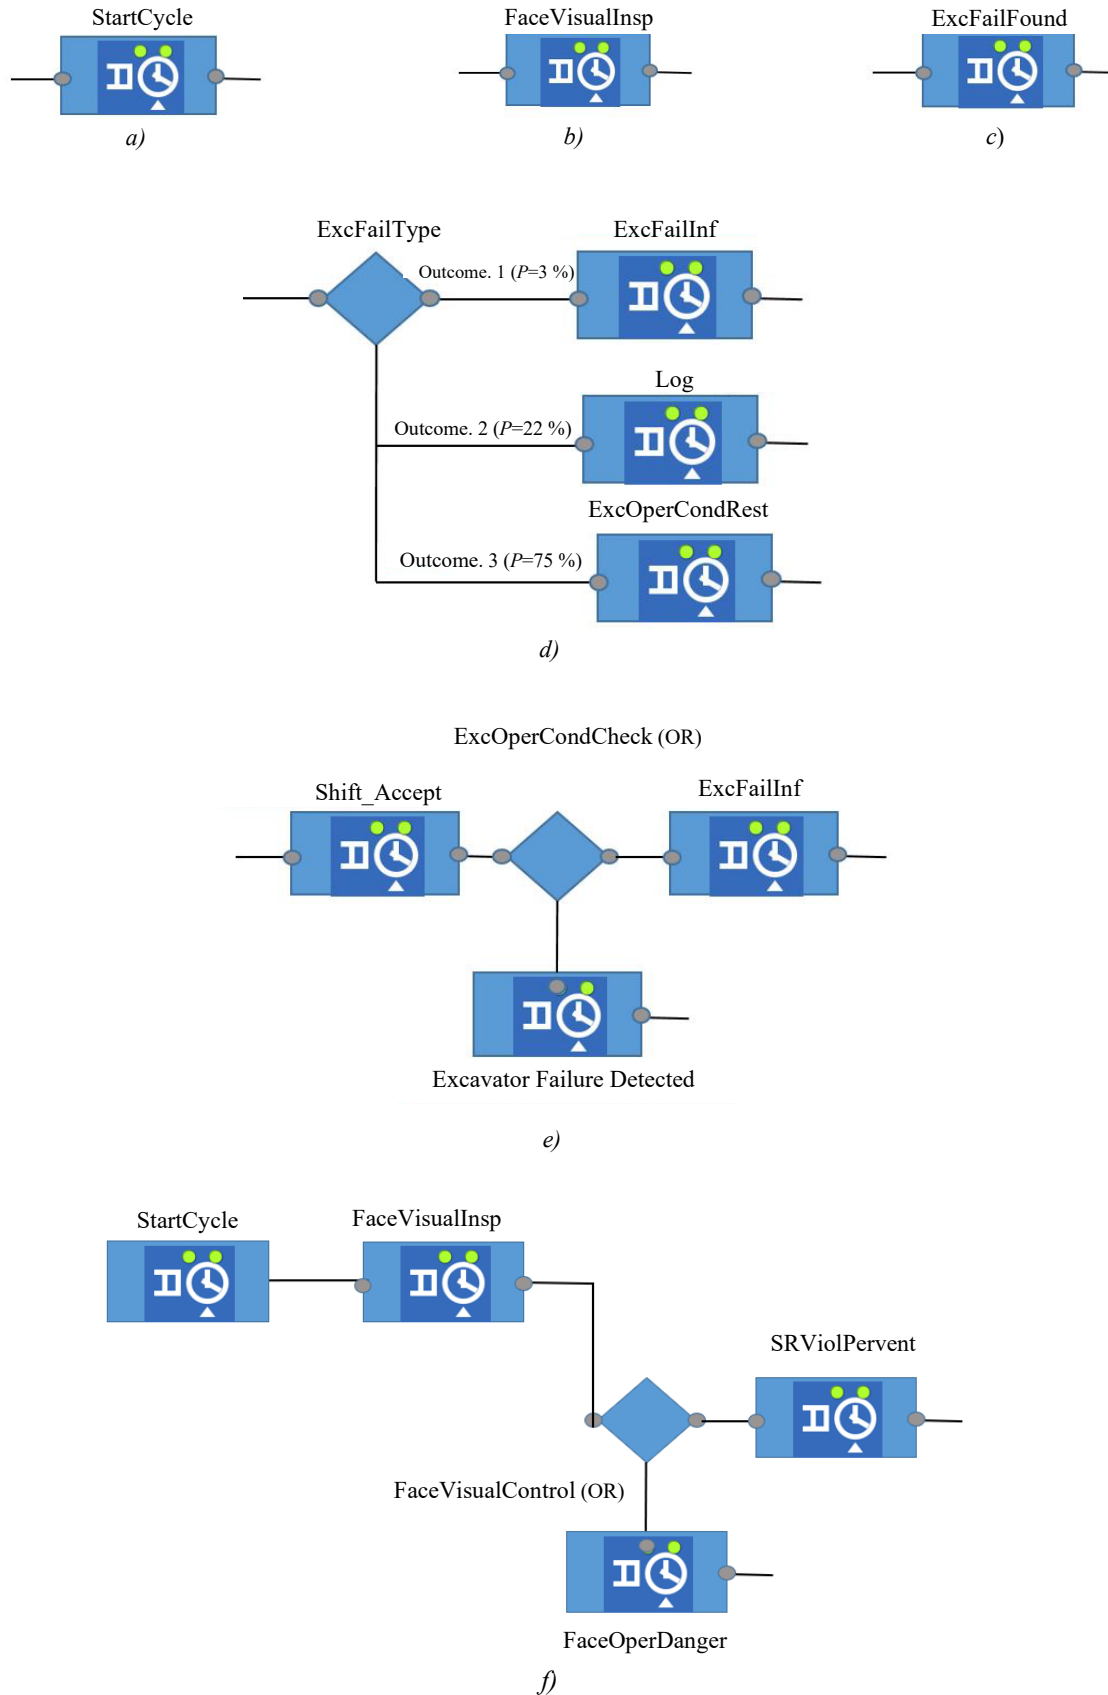 StartCycle
FaceVisualInsp
ExcFailFound
a)
b)
c)
ExcFailType
ExcFailInf
Outcome. 1 (P=3 %)
Log
Outcome. 2 (P=22 %)
ExcOperCondRest
Outcome. 3 (P=75 %)
d)
ExcOperCondCheck (OR)
Shift_Accept
ExcFailInf
Excavator Failure Detected
e)
StartCycle
FaceVisualInsp
SRViolPervent
FaceVisualControl (OR)
FaceOperDanger
f)